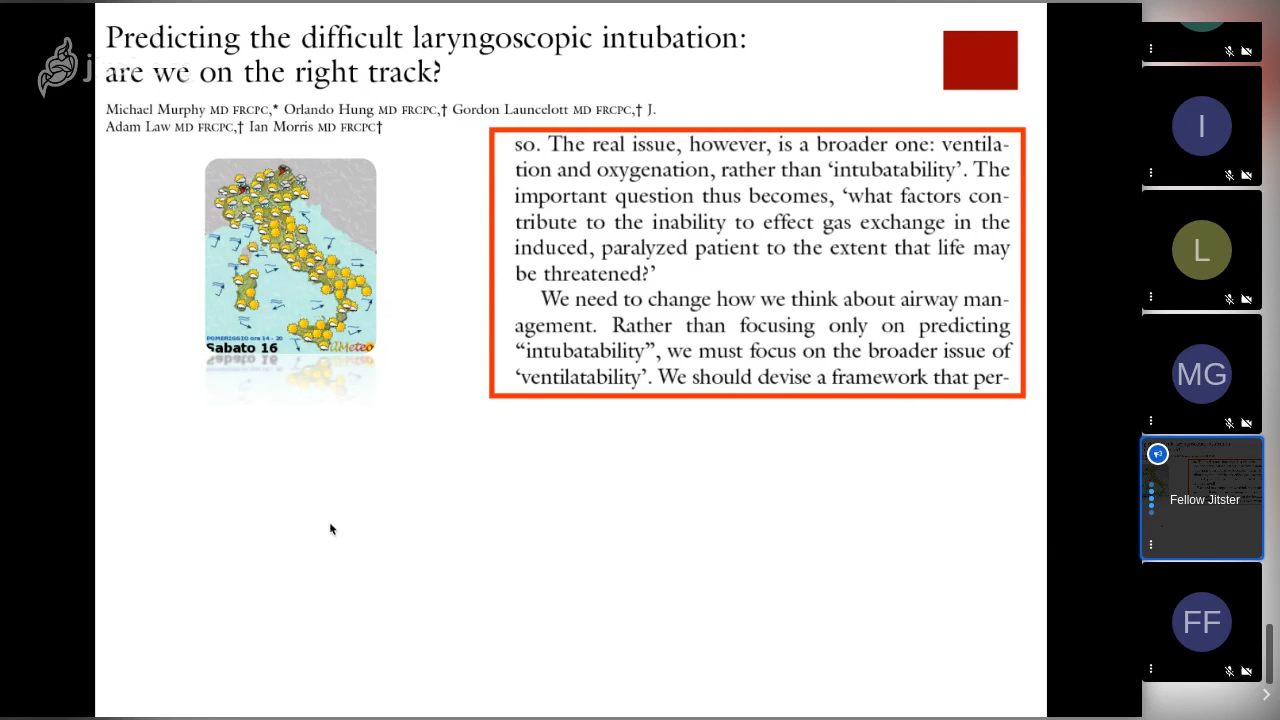 Predicting the difficult laryngoscopic intubation:
are we on the right track?
Michael Murphy MD FRCPC,* Orlando Hung MD FRCPC,† Gordon Launcelott MD FRCPC,† J.
Adam Law MD FRCPC,† Ian Morris MD FRCPC†
so. The real issue, however, is a broader one: ventila-
tion and oxygenation, rather than ‘intubatability’. The
important question thus becomes, ‘what factors con-
tribute to the inability to effect gas exchange in the
induced, paralyzed patient to the extent that life may
be threatened?’
We need to change how we think about airway man-
agement. Rather than focusing only on predicting
“intubatability”, we must focus on the broader issue of
‘ventilatability’. We should devise a framework that per-
POMERIGGIO ore 14 - 20
Sabato 16
ilMeteo
I
L
MG
Fellow Jitster
FF